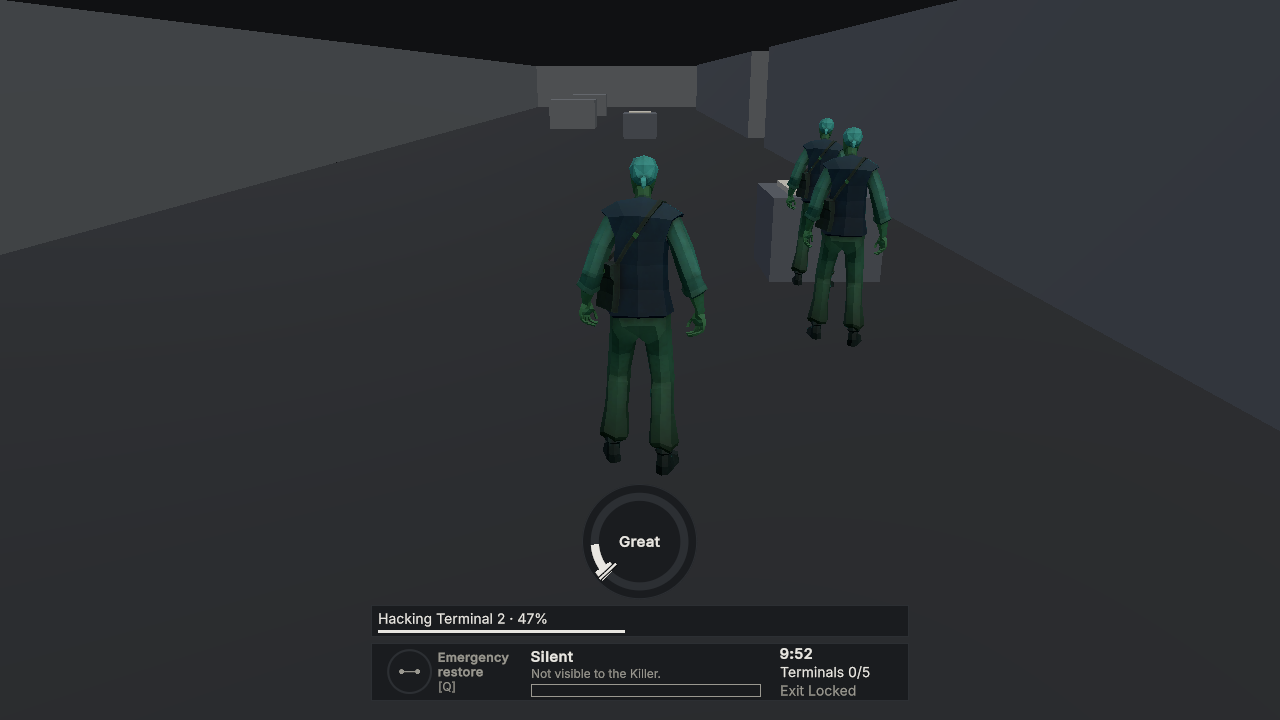 Great
Hacking Terminal 2 · 47%
Emergency
restore
[Q]
Silent
Not visible to the Killer.
9:52
Terminals 0/5
Exit Locked